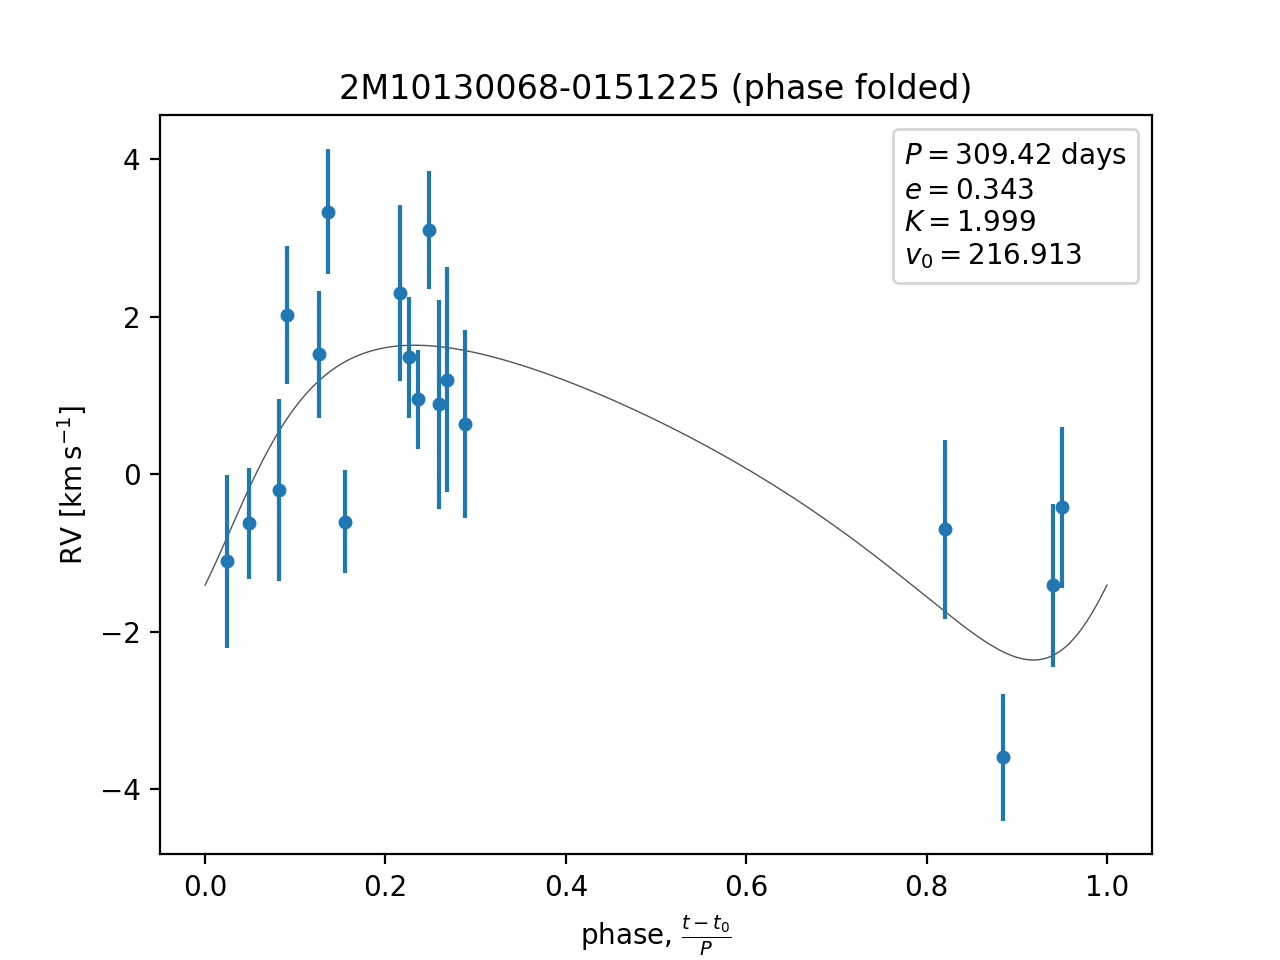 2M10130068-0151225 (phase folded)
P = 309.42 days
e = 0.343
K = 1.999
v₀ = 216.913
4
2
0
−2
−4
RV [km s⁻¹]
0.0 0.2 0.4 0.6 0.8 1.0
phase, (t − t₀)/P